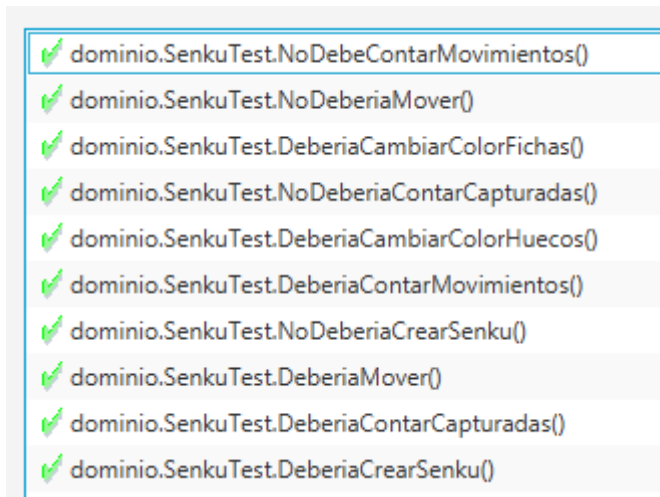 dominio.SenkuTest.NoDebeContarMovimientos()
dominio.SenkuTest.NoDeberiaMover()
dominio.SenkuTest.DeberiaCambiarColorFichas()
dominio.SenkuTest.NoDeberiaContarCapturadas()
dominio.SenkuTest.DeberiaCambiarColorHuecos()
dominio.SenkuTest.DeberiaContarMovimientos()
dominio.SenkuTest.NoDeberiaCrearSenku()
dominio.SenkuTest.DeberiaMover()
dominio.SenkuTest.DeberiaContarCapturadas()
dominio.SenkuTest.DeberiaCrearSenku()